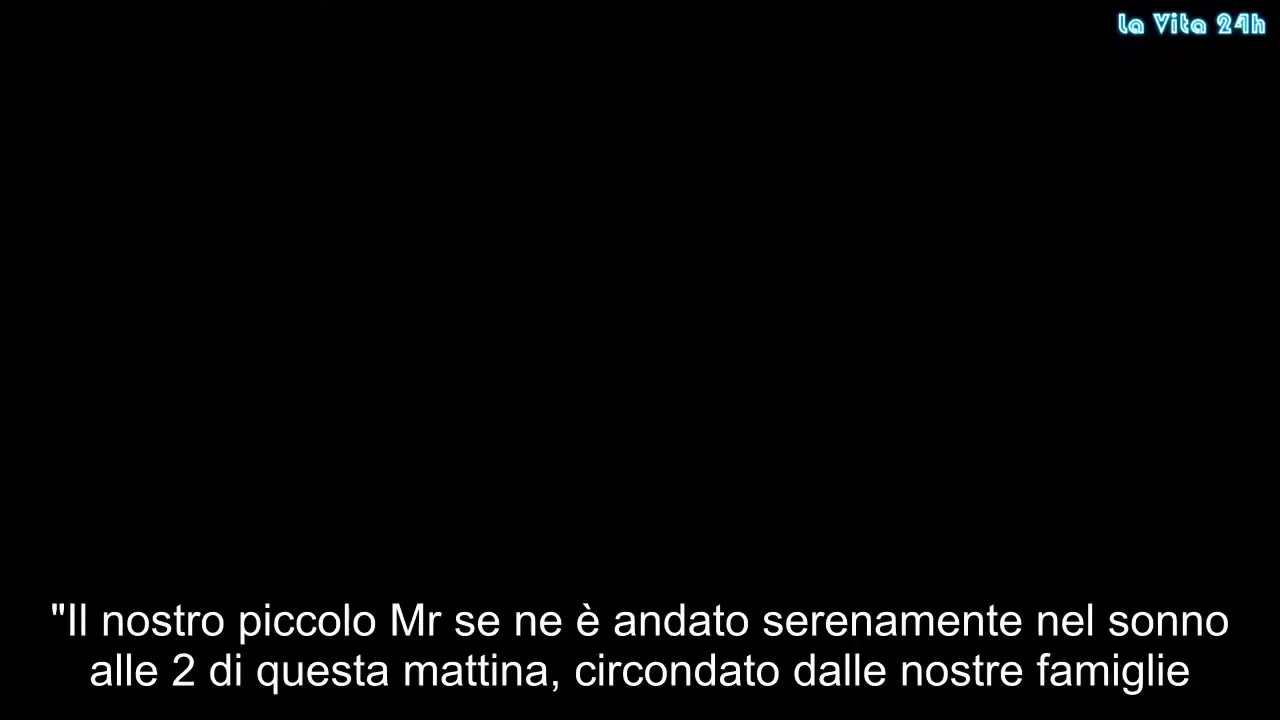 La Vita 24h
"Il nostro piccolo Mr se ne è andato serenamente nel sonno
alle 2 di questa mattina, circondato dalle nostre famiglie